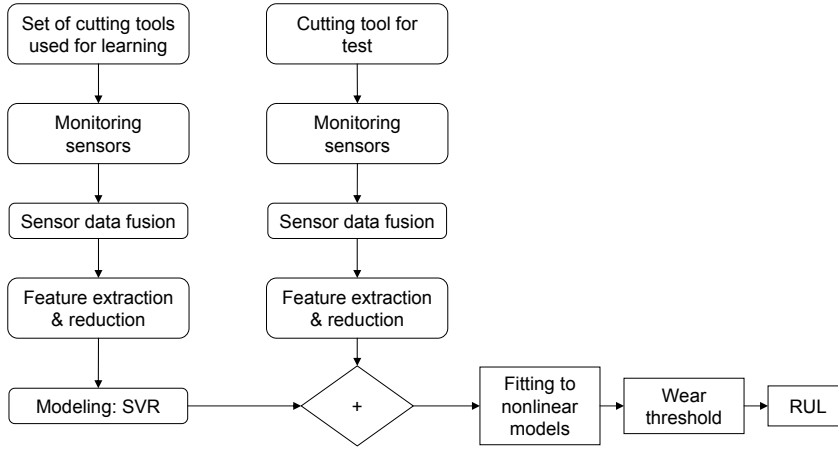 Set of cutting tools
used for learning
Cutting tool for
test
Monitoring
sensors
Monitoring
sensors
Sensor data fusion
Sensor data fusion
Feature extraction
& reduction
Feature extraction
& reduction
Modeling: SVR
+
Fitting to
nonlinear
models
Wear
threshold
RUL